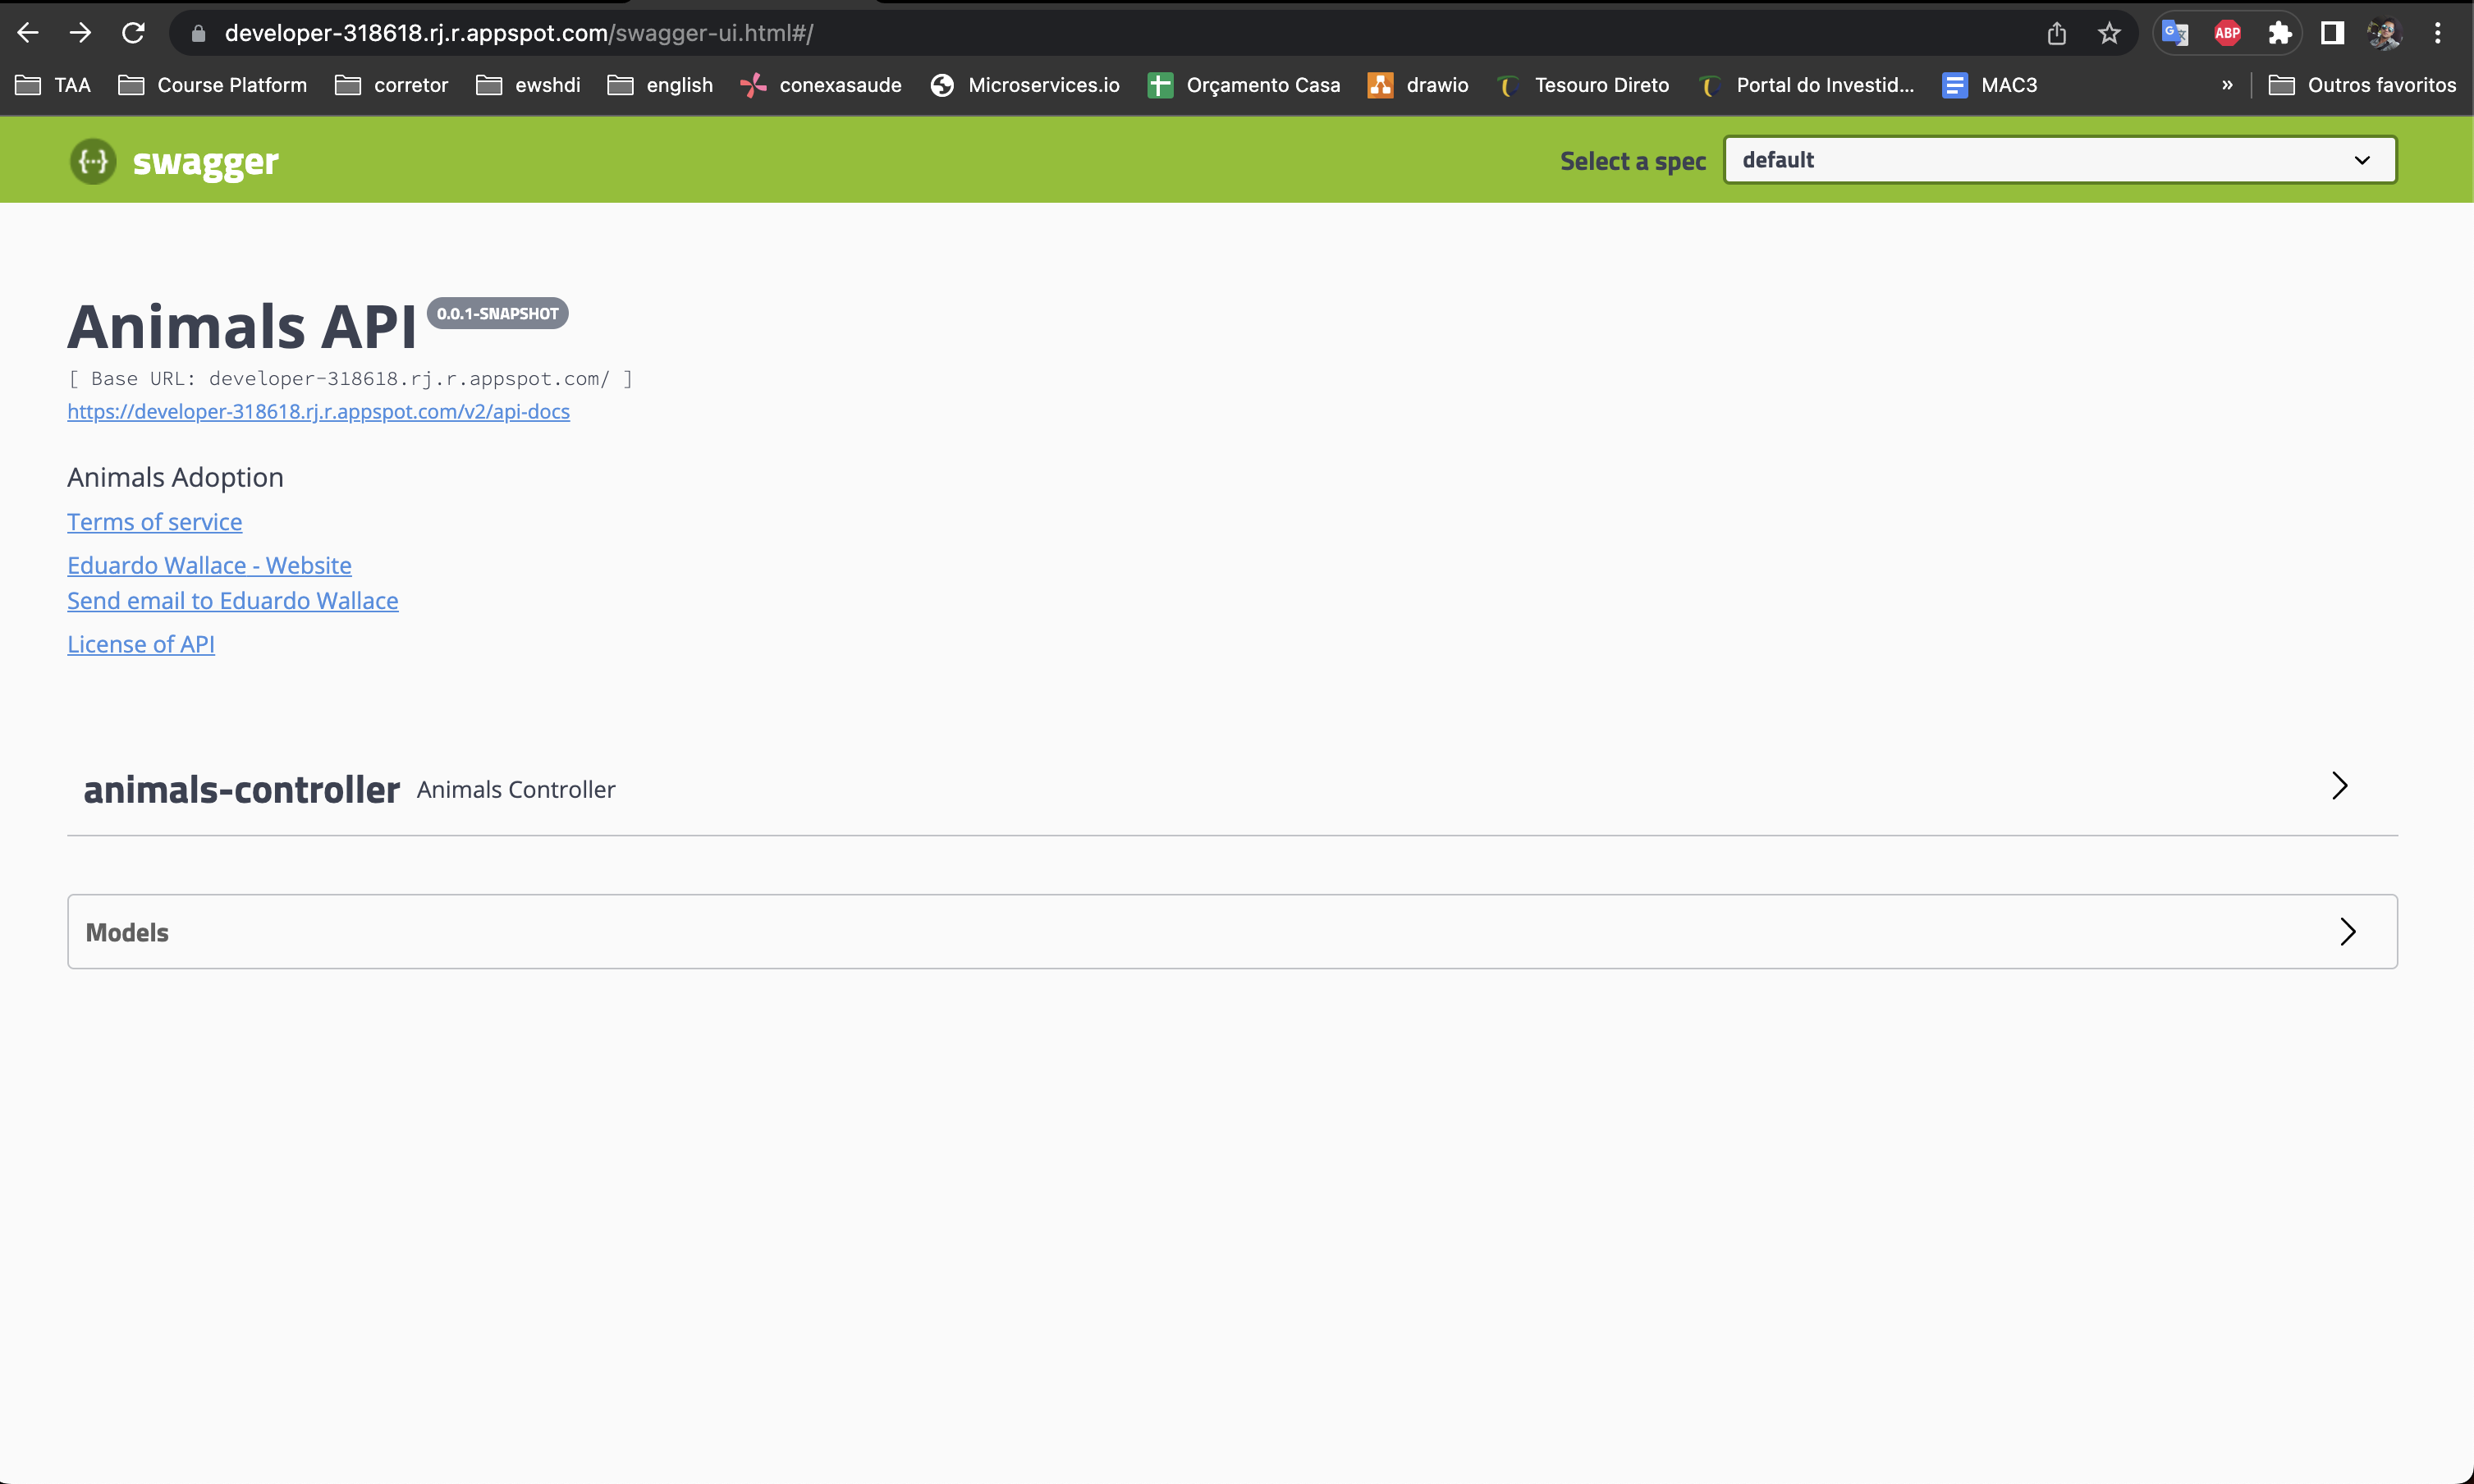 developer-318618.rj.r.appspot.com/swagger-ui.html#/
ABP
TAA Course Platform corretor ewshdi english conexasaude Microservices.io Orçamento Casa drawio Tesouro Direto Portal do Investid... MAC3 » Outros favoritos
{···} swagger Select a spec default
Animals API 0.0.1-SNAPSHOT
[ Base URL: developer-318618.rj.r.appspot.com/ ]
https://developer-318618.rj.r.appspot.com/v2/api-docs
Animals Adoption
Terms of service
Eduardo Wallace - Website
Send email to Eduardo Wallace
License of API
animals-controller Animals Controller
Models